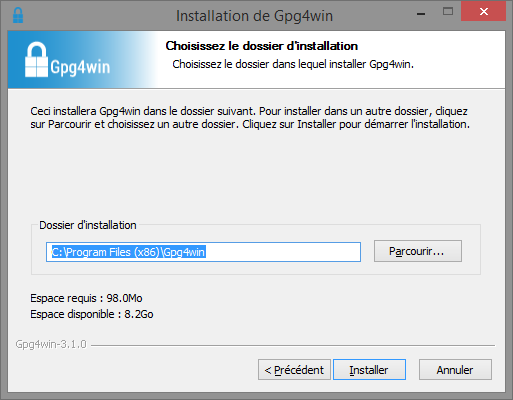 Installation de Gpg4win
Gpg4win
Choisissez le dossier d'installation
Choisissez le dossier dans lequel installer Gpg4win.
Ceci installera Gpg4win dans le dossier suivant. Pour installer dans un autre dossier, cliquez
sur Parcourir et choisissez un autre dossier. Cliquez sur Installer pour démarrer l'installation.
Dossier d'installation
C:\Program Files (x86)\Gpg4win
Parcourir...
Espace requis : 98.0Mo
Espace disponible : 8.2Go
Gpg4win-3.1.0
< Précédent
Installer
Annuler